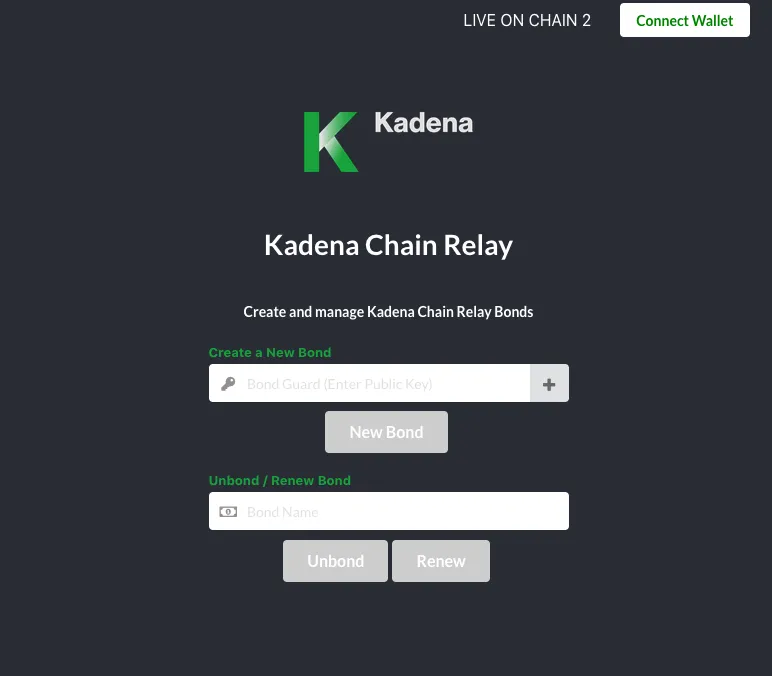 LIVE ON CHAIN 2
Connect Wallet
Kadena
Kadena Chain Relay
Create and manage Kadena Chain Relay Bonds
Create a New Bond
Bond Guard (Enter Public Key)
New Bond
Unbond / Renew Bond
Bond Name
Unbond
Renew